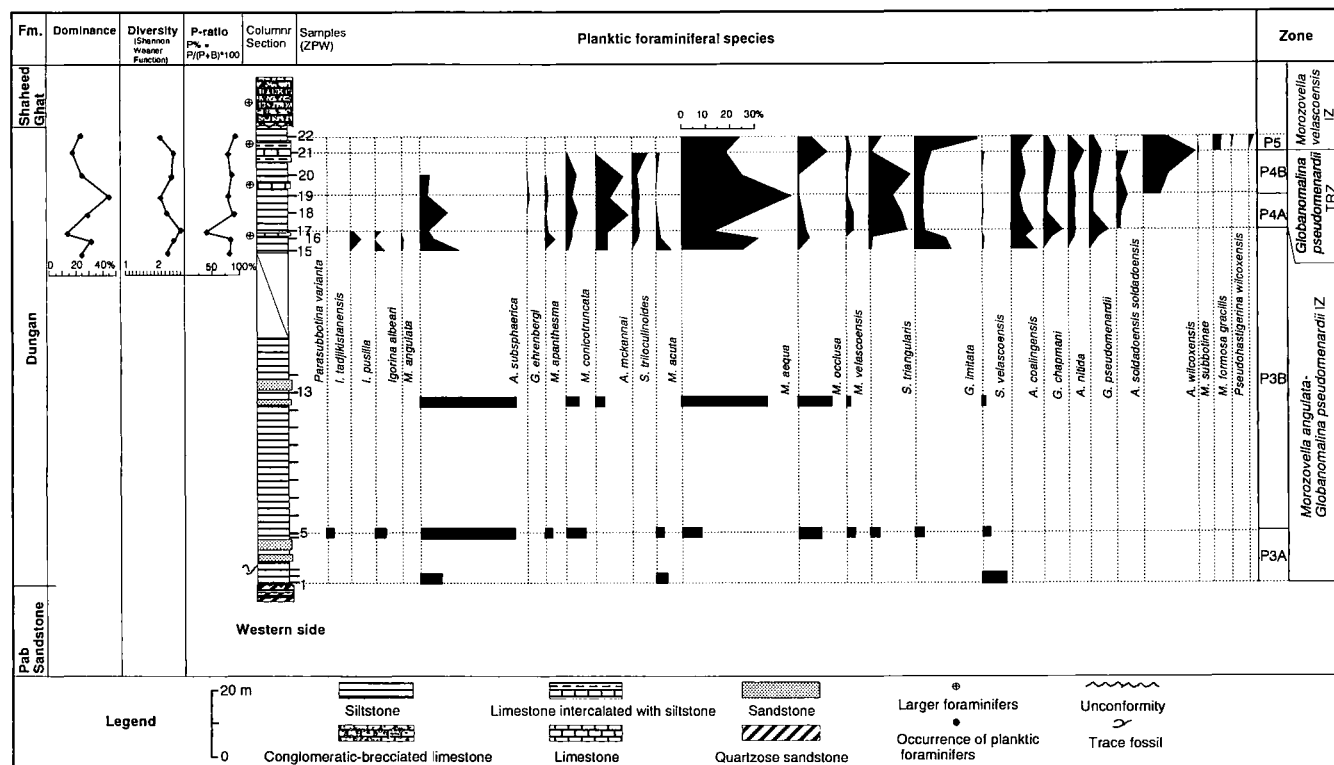 Fm.
Dominance
Diversity
(Shannon
Weaner
Function)
P-ratio
P% =
P/(P+B)*100
Columnr
Section
Samples
(ZPW)
Planktic foraminiferal species
Zone
Shaheed
Ghat
Dungan
Pab
Sandstone
0 20 40%
1 2
50 100%
0 10 20 30%
22
21
20
19
18
17
16
15
13
5
1
Parasubbotina varianta
I. tadjikistanensis
I. pusilla
Igorina albeari
M. angulata
A. subsphaerica
G. ehrenbergi
M. apanthesma
M. conicotruncata
A. mckannai
S. triloculinoides
M. acuta
M. aequa
M. occlusa
M. velascoensis
S. triangularis
G. imitata
S. velascoensis
A. coalingensis
G. chapmani
A. nitida
G. pseudomenardii
A. soldadoensis soldadoensis
A. wilcoxensis
M. subbotinae
M. formosa gracilis
Pseudohastigerina wilcoxensis
P5
P4B
P4A
P3B
P3A
Morozovella
velascoensis
IZ
Globanomalina
pseudomenardii
TRZ
Morozovella angulata-
Globanomalina pseudomenardii IZ
Western side
Legend
20 m
0
Siltstone
Conglomeratic-brecciated limestone
Limestone intercalated with siltstone
Limestone
Sandstone
Quartzose sandstone
Larger foraminifers
Occurrence of planktic
foraminifers
Unconformity
Trace fossil